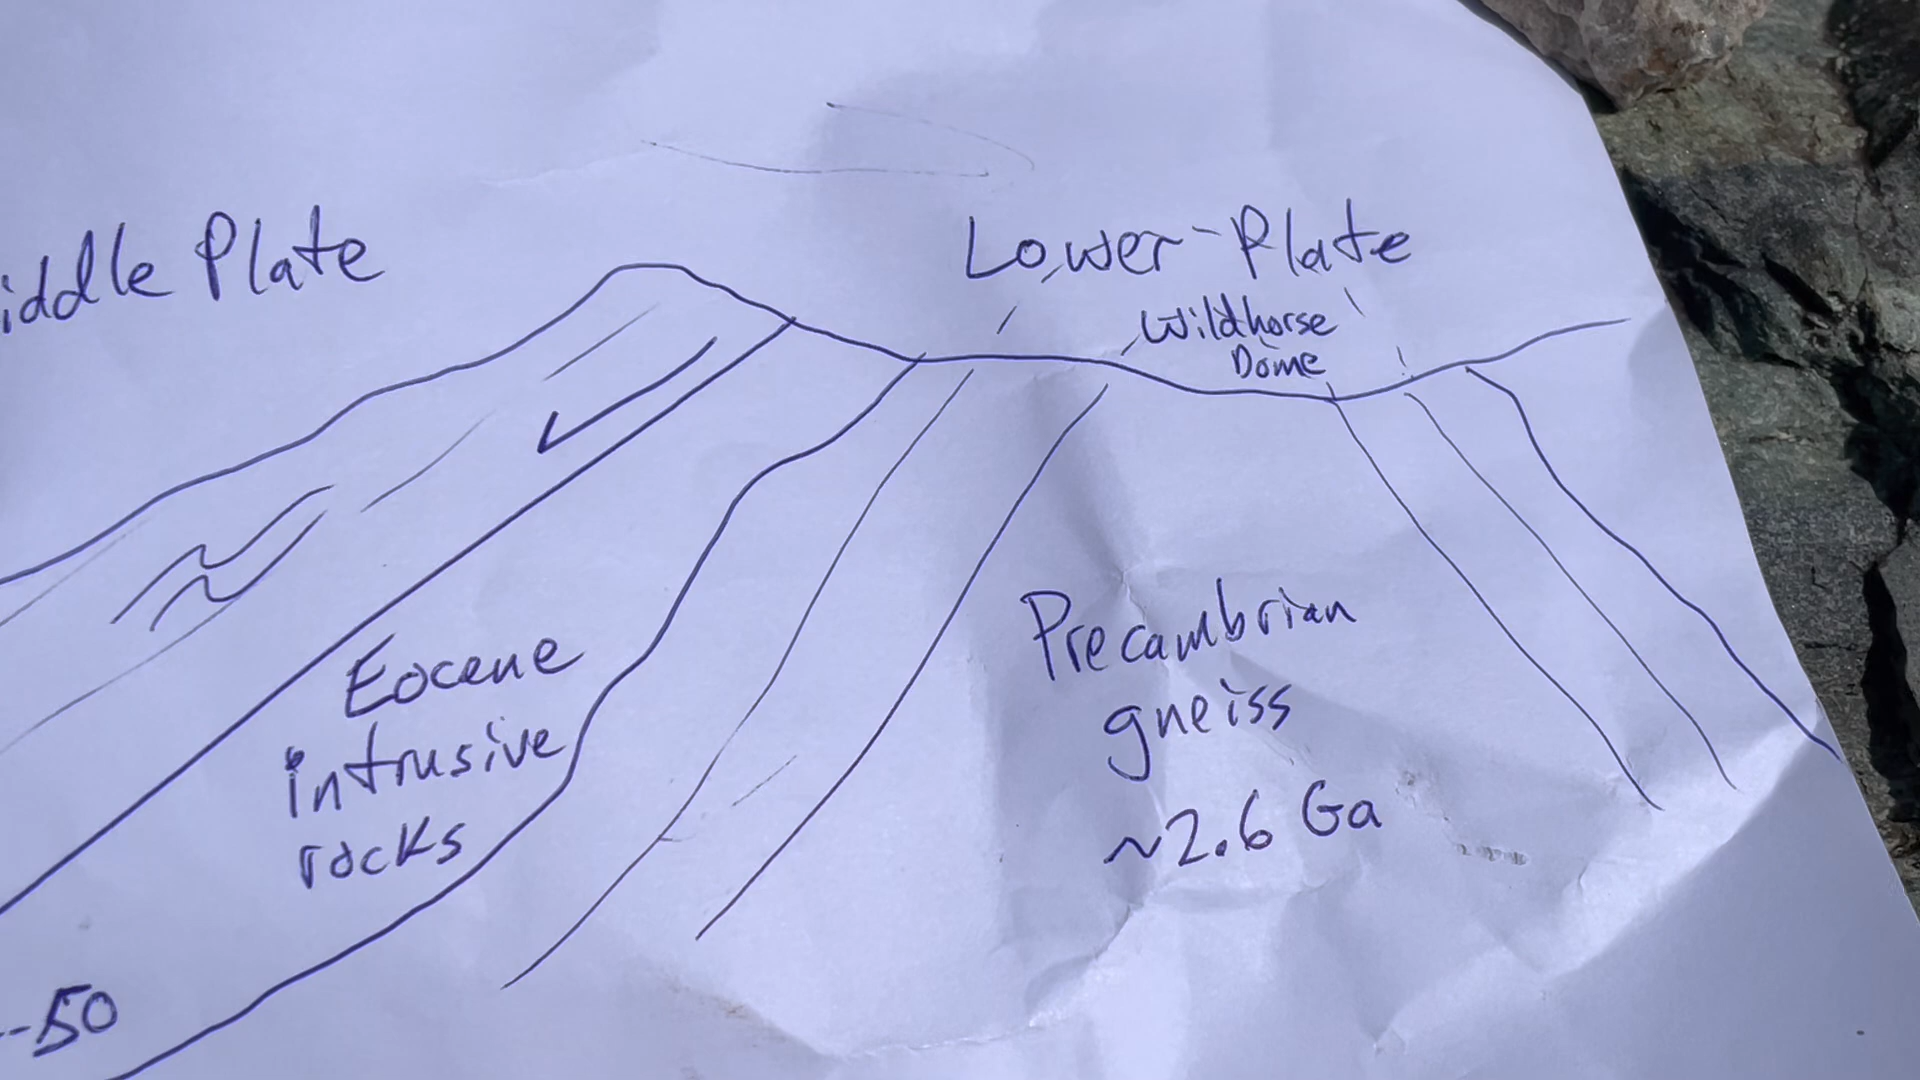 iddle Plate
Lower-Plate
Wildhorse
Dome
Eocene
intrusive
rocks
Precambrian
gneiss
~2.6 Ga
-50